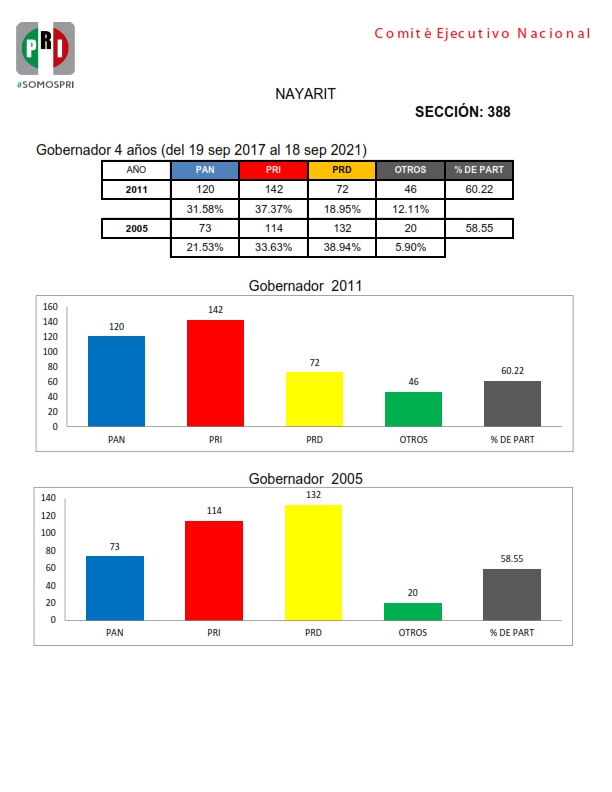 Comité Ejecutivo Nacional
PRI
#SOMOSPRI
NAYARIT
SECCIÓN: 388
Gobernador 4 años (del 19 sep 2017 al 18 sep 2021)
AÑO PAN PRI PRD OTROS % DE PART
2011 120 142 72 46 60.22
31.58% 37.37% 18.95% 12.11%
2005 73 114 132 20 58.55
21.53% 33.63% 38.94% 5.90%
Gobernador 2011
160
140
120
100
80
60
40
20
0
120
142
72
46
60.22
PAN PRI PRD OTROS % DE PART
Gobernador 2005
140
120
100
80
60
40
20
0
73
114
132
20
58.55
PAN PRI PRD OTROS % DE PART